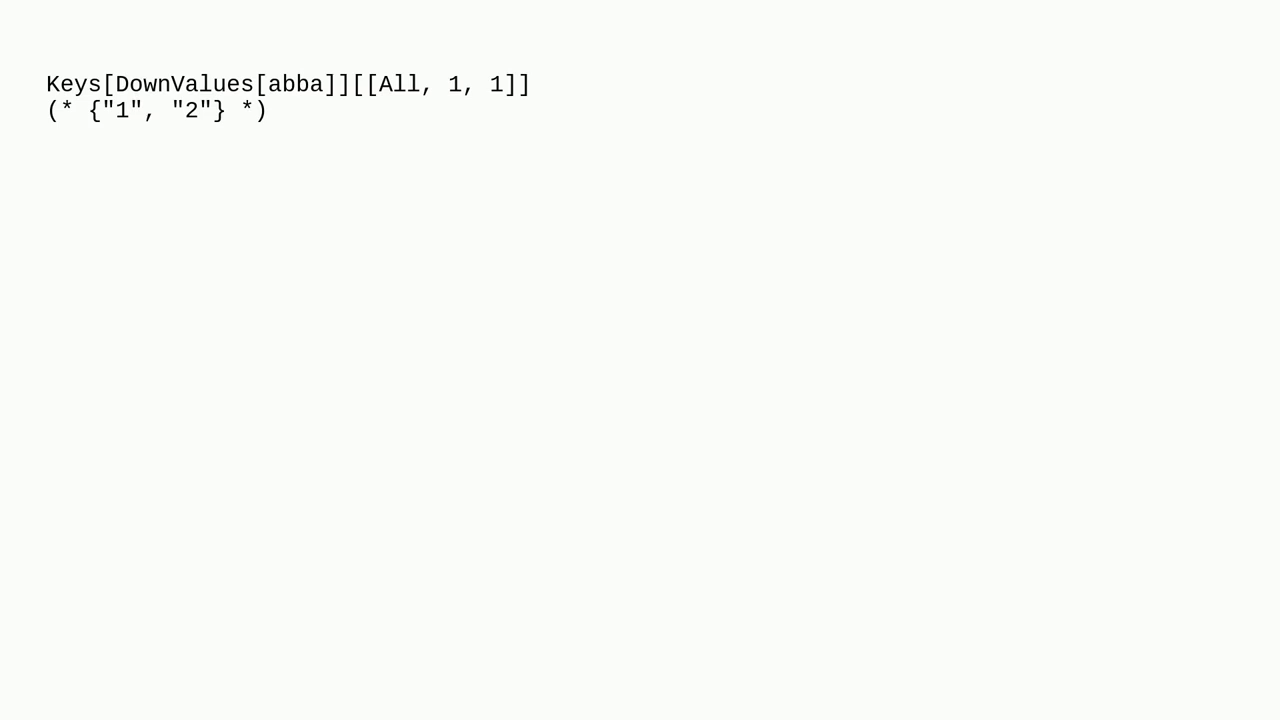 Keys[DownValues[abba]][[All, 1, 1]]
(* {"1", "2"} *)